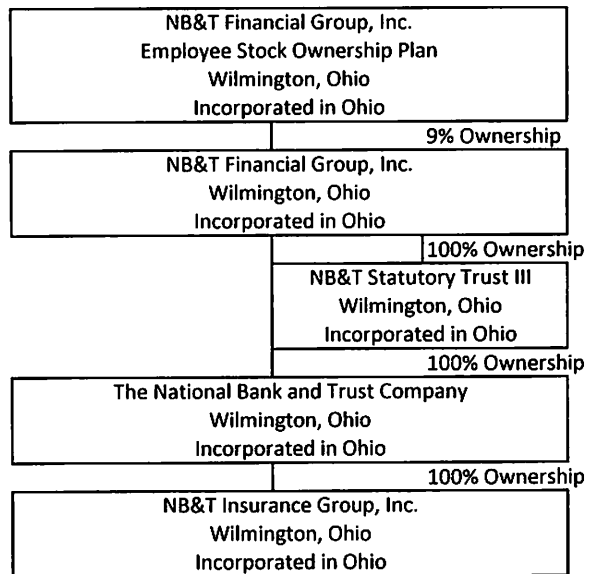 NB&T Financial Group, Inc.
Employee Stock Ownership Plan
Wilmington, Ohio
Incorporated in Ohio
9% Ownership
NB&T Financial Group, Inc.
Wilmington, Ohio
Incorporated in Ohio
100% Ownership
NB&T Statutory Trust III
Wilmington, Ohio
Incorporated in Ohio
100% Ownership
The National Bank and Trust Company
Wilmington, Ohio
Incorporated in Ohio
100% Ownership
NB&T Insurance Group, Inc.
Wilmington, Ohio
Incorporated in Ohio